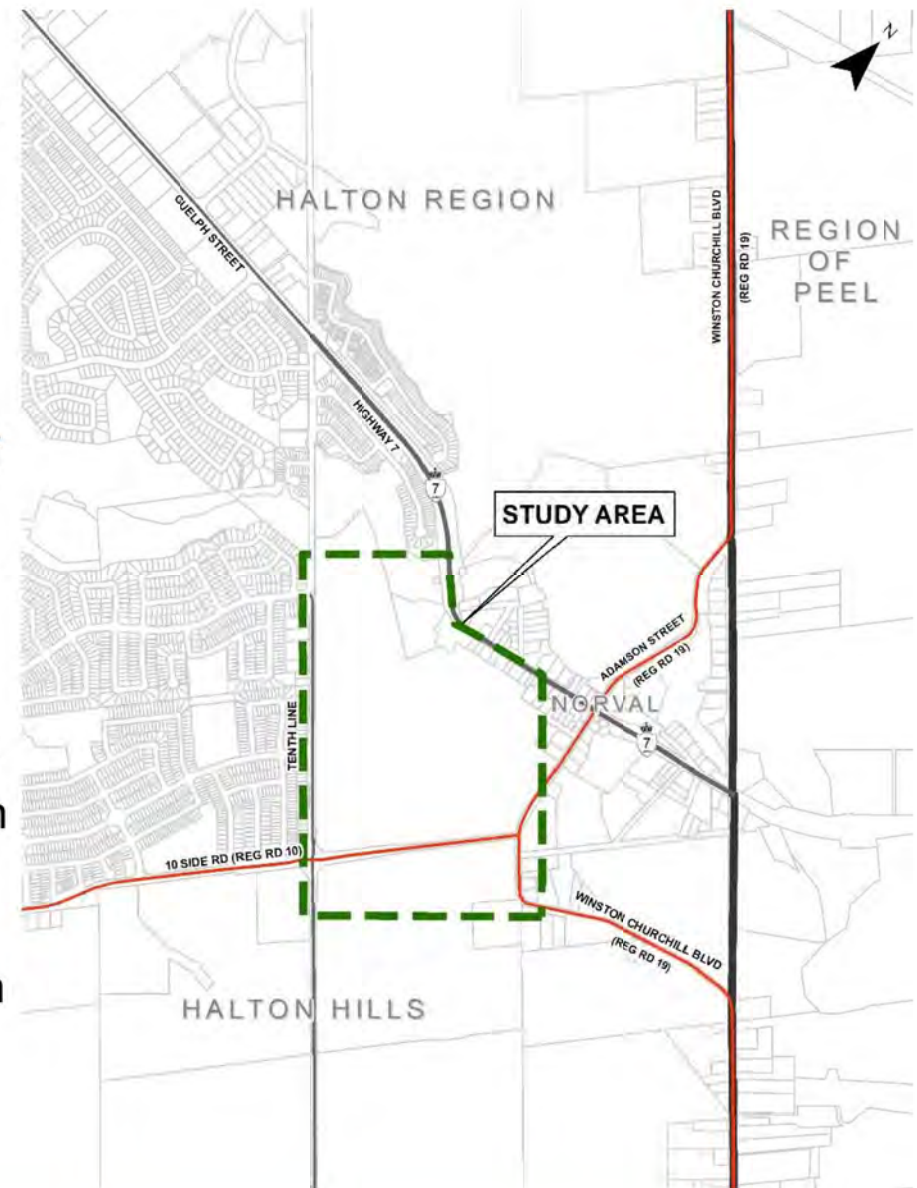 N
HALTON REGION
GUELPH STREET
WINSTON CHURCHILL BLVD
(REG RD 19)
REGION
OF
PEEL
HIGHWAY 7
7
STUDY AREA
ADAMSON STREET
(REG RD 19)
NORVAL
7
TENTH LINE
10 SIDE RD (REG RD 10)
WINSTON CHURCHILL BLVD
(REG RD 19)
HALTON HILLS